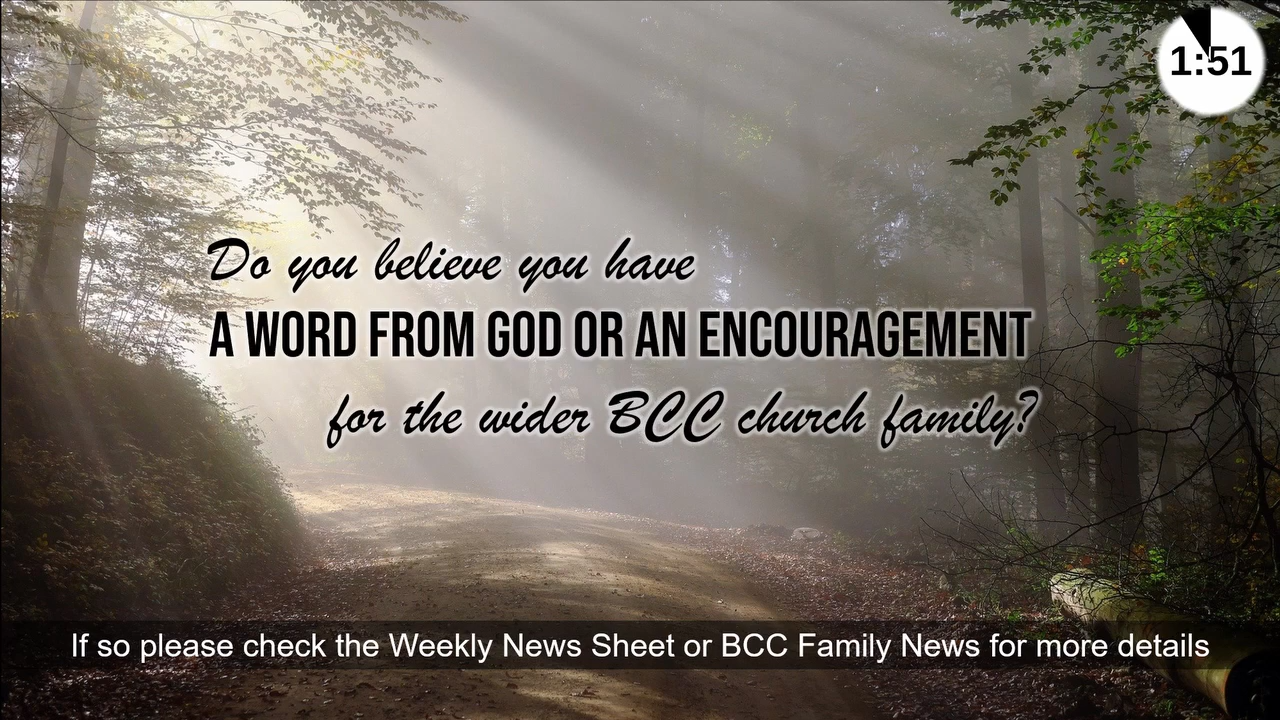 1:51
Do you believe you have
A WORD FROM GOD OR AN ENCOURAGEMENT
for the wider BCC church family?
If so please check the Weekly News Sheet or BCC Family News for more details